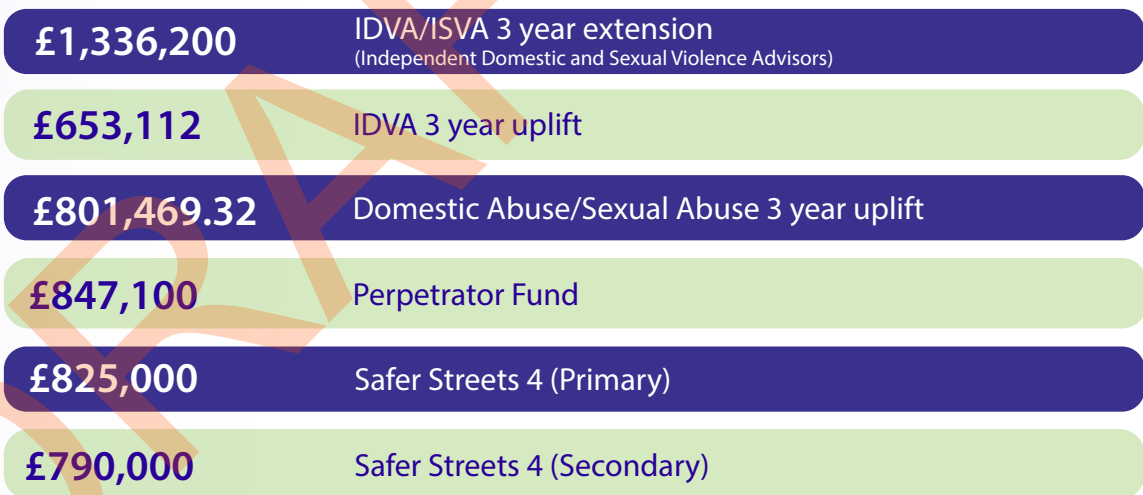 £1,336,200 IDVA/ISVA 3 year extension
(Independent Domestic and Sexual Violence Advisors)
£653,112 IDVA 3 year uplift
£801,469.32 Domestic Abuse/Sexual Abuse 3 year uplift
£847,100 Perpetrator Fund
£825,000 Safer Streets 4 (Primary)
£790,000 Safer Streets 4 (Secondary)